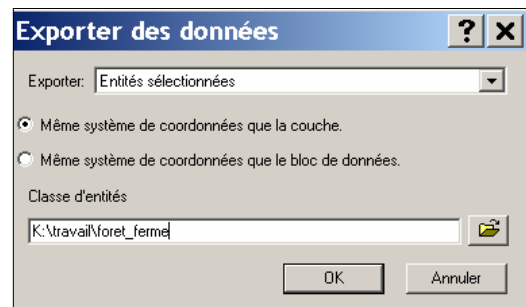 Exporter des données ? X
Exporter: Entités sélectionnées
Même système de coordonnées que la couche.
Même système de coordonnées que le bloc de données.
Classe d'entités
K:\travail\foret_ferme
OK Annuler